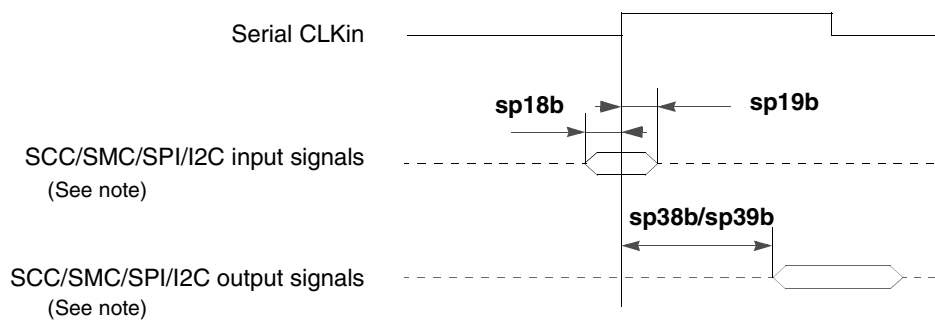 Serial CLKin
sp18b
sp19b
SCC/SMC/SPI/I2C input signals
(See note)
sp38b/sp39b
SCC/SMC/SPI/I2C output signals
(See note)